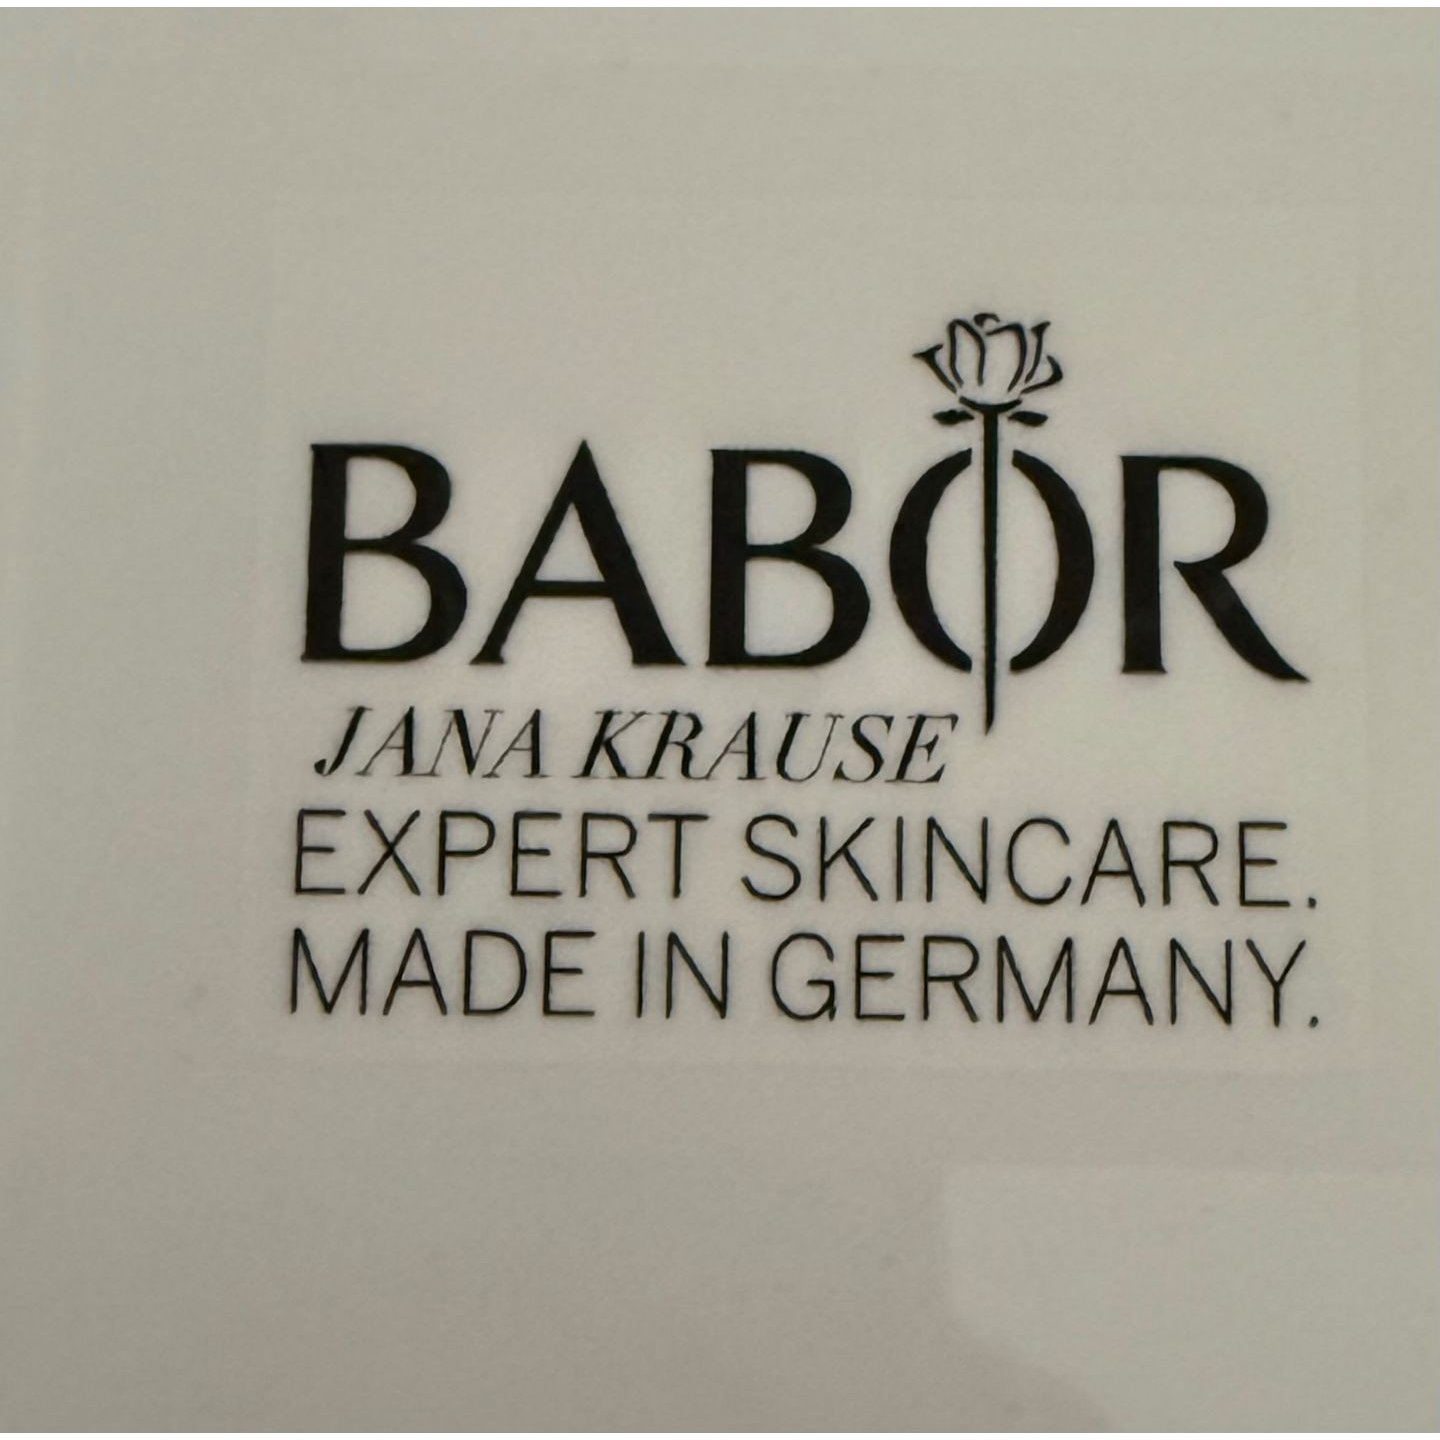 BABOR
JANA KRAUSE
EXPERT SKINCARE.
MADE IN GERMANY.